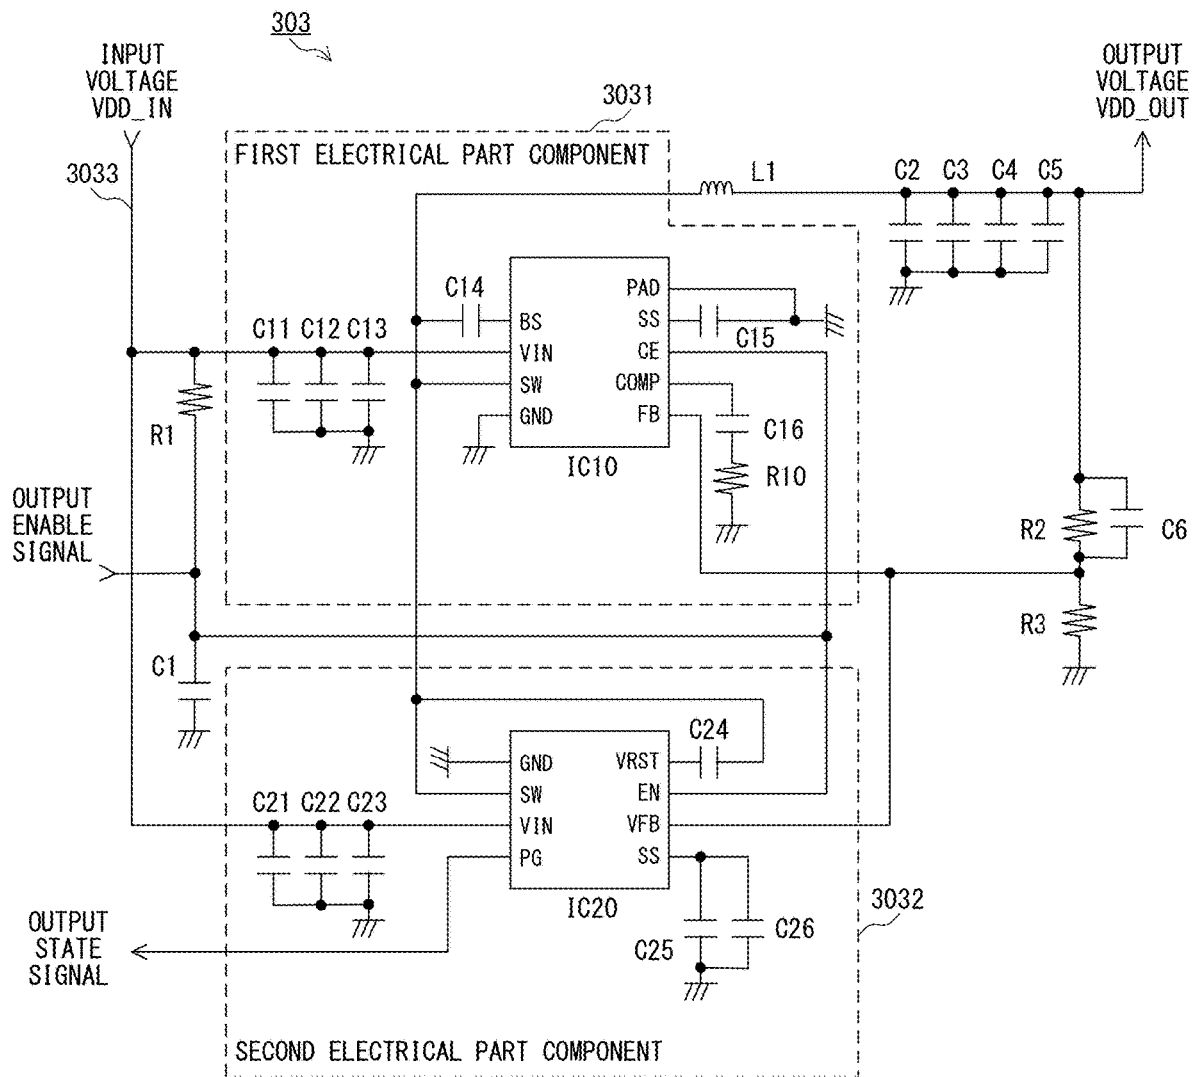 303
INPUT
VOLTAGE
VDD_IN
OUTPUT
VOLTAGE
VDD_OUT
3031
3033
FIRST ELECTRICAL PART COMPONENT
L1
C2 C3 C4 C5
C14
PAD
BS
SS
C15
C11 C12 C13
VIN
CE
SW
COMP
GND
FB
C16
R1
IC10
R10
OUTPUT
ENABLE
SIGNAL
R2
C6
R3
C1
C24
GND
VRST
SW
EN
C21 C22 C23
VIN
VFB
PG
SS
IC20
3032
OUTPUT
STATE
SIGNAL
C25
C26
SECOND ELECTRICAL PART COMPONENT